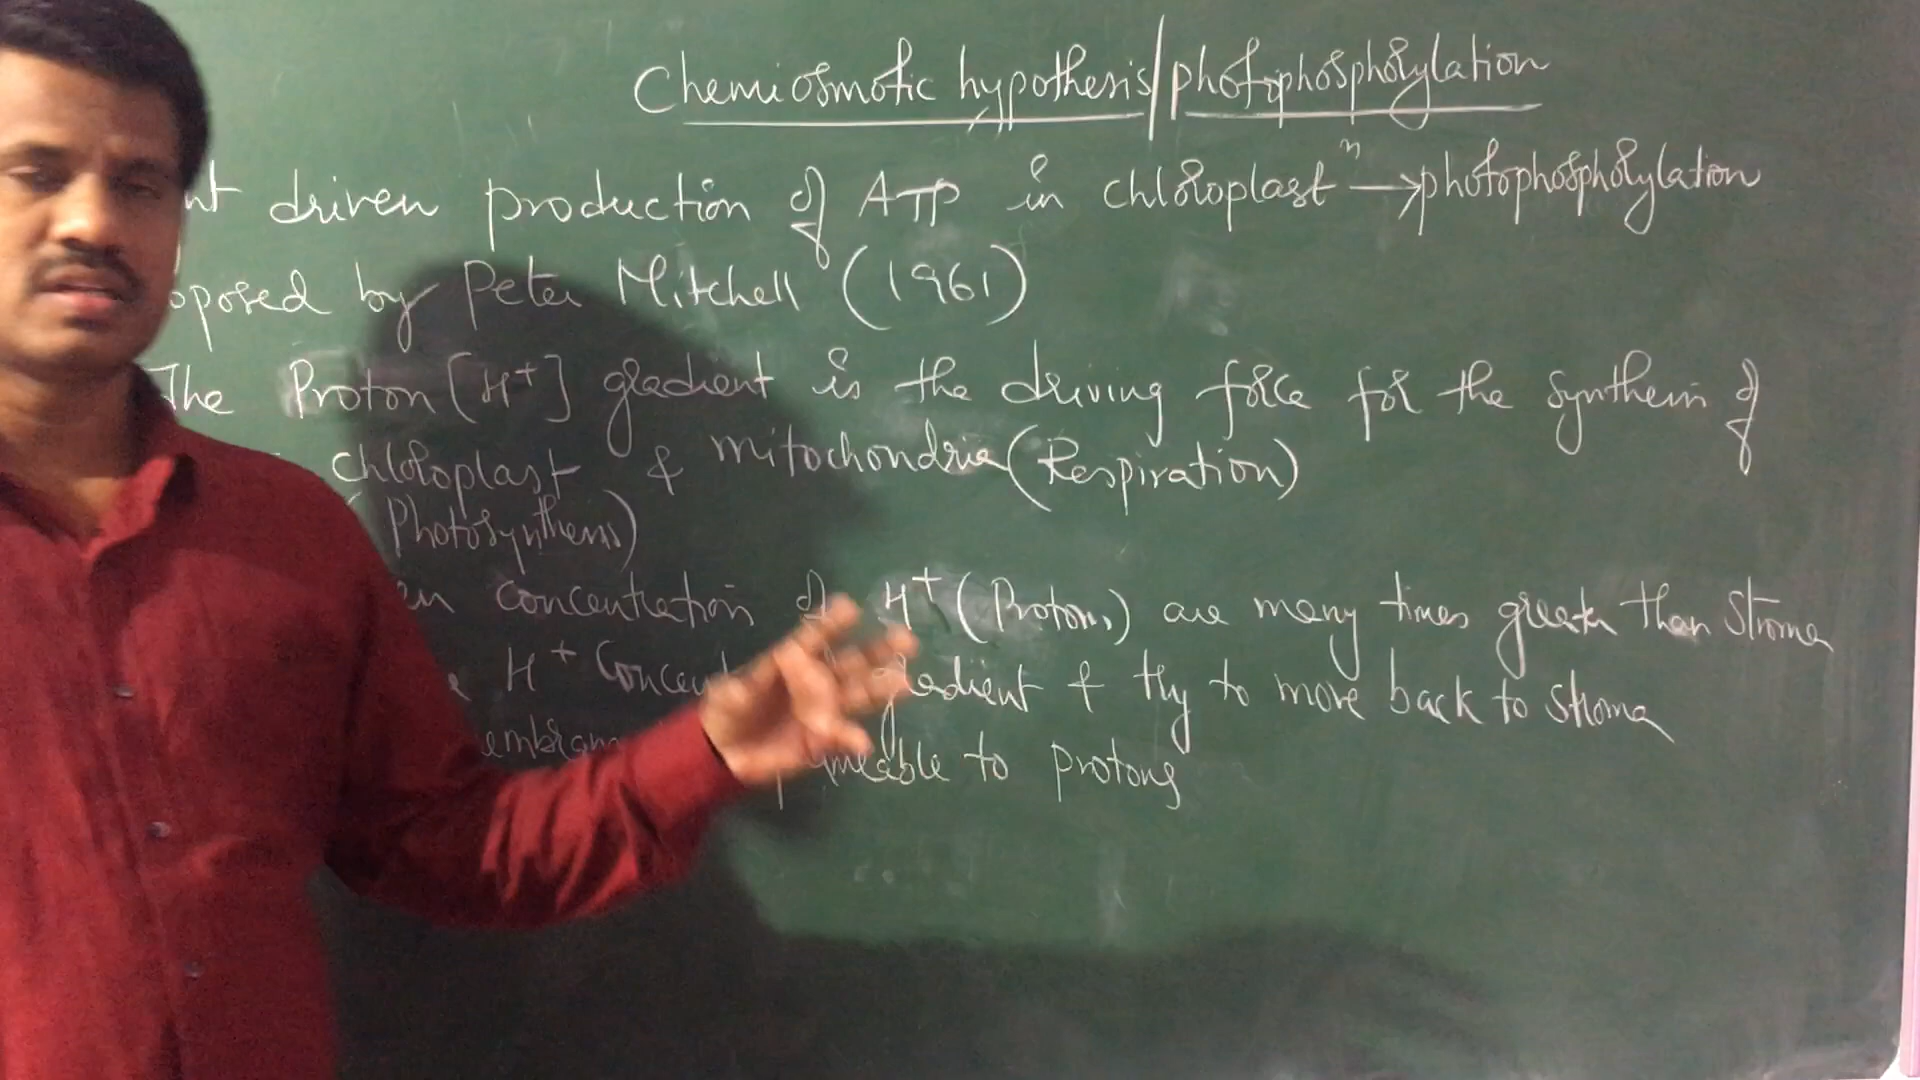 Chemiosmotic hypothesis/photophosphorylation
driven production of ATP in chloroplast → photophosphorylation
by Peter Mitchell (1961)
The Proton [H+] gradient is the driving force for the synthesis of
chloroplast & mitochondria (Respiration)
Photosynthesis)
concentration of H+ (Protons) are many times greater than stroma
H+ gradient & try to move back to stroma
to protons